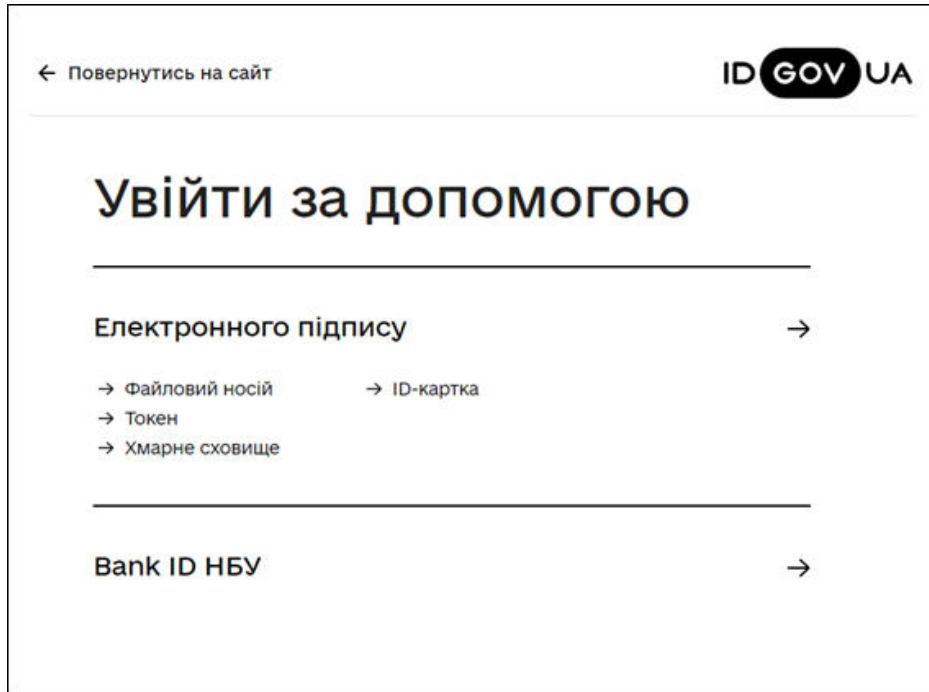 ← Повернутись на сайт
ID GOV UA
Увійти за допомогою
Електронного підпису →
→ Файловий носій → ID-картка
→ Токен
→ Хмарне сховище
Bank ID НБУ →